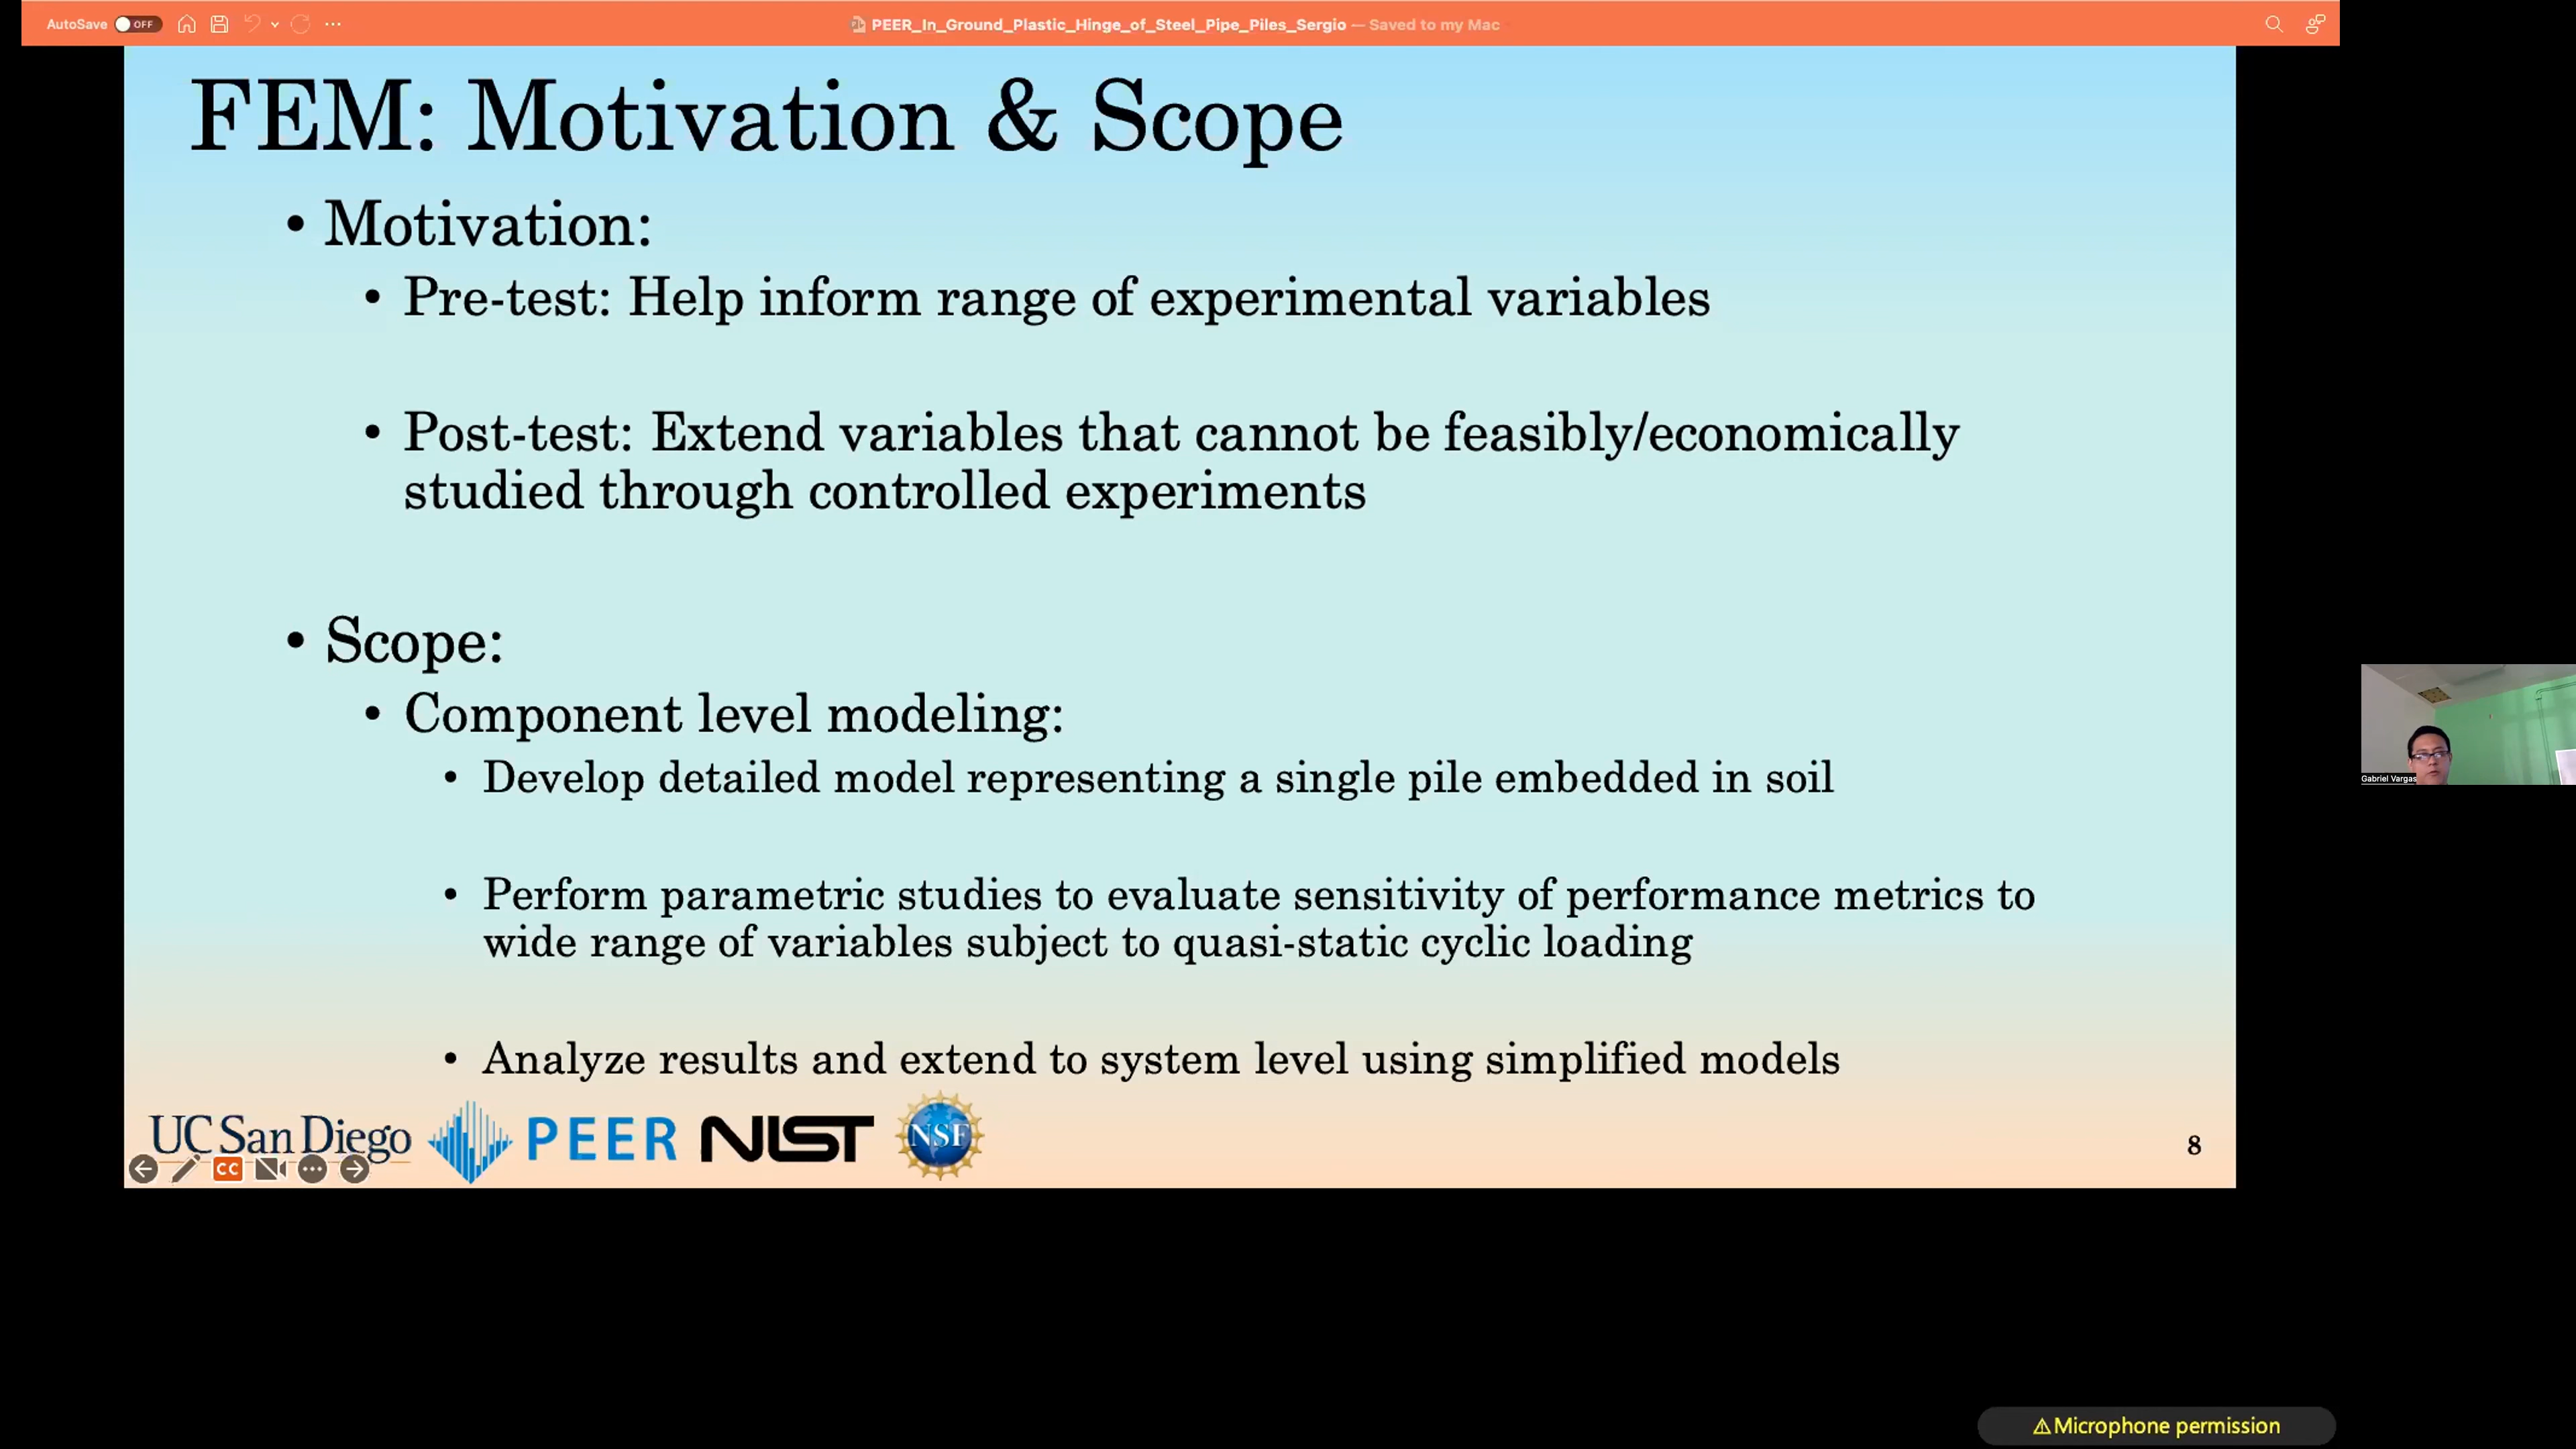 AutoSave OFF
PEER_In_Ground_Plastic_Hinge_of_Steel_Pipe_Piles_Sergio — Saved to my Mac
FEM: Motivation & Scope
• Motivation:
• Pre-test: Help inform range of experimental variables
• Post-test: Extend variables that cannot be feasibly/economically
studied through controlled experiments
• Scope:
• Component level modeling:
• Develop detailed model representing a single pile embedded in soil
• Perform parametric studies to evaluate sensitivity of performance metrics to
wide range of variables subject to quasi-static cyclic loading
• Analyze results and extend to system level using simplified models
UC San Diego PEER NIST NSF
CC
8
Gabriel Vargas
⚠Microphone permission